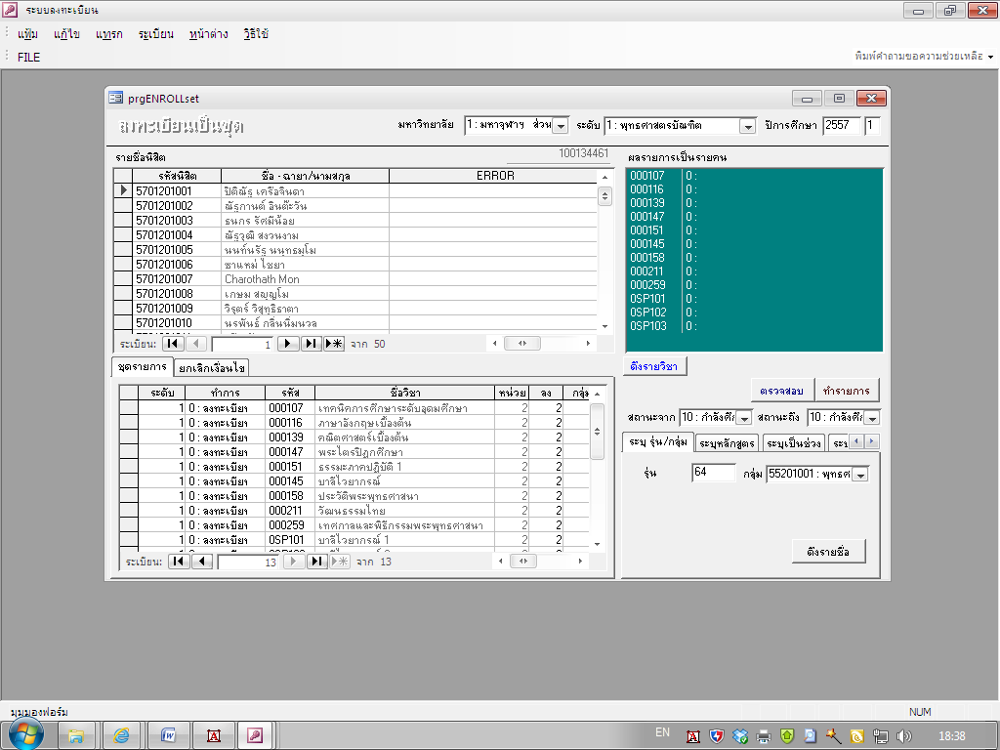 ระบบลงทะเบียน
แฟ้ม แก้ไข แทรก ระเบียน หน้าต่าง วิธีใช้
FILE พิมพ์คำถามขอความช่วยเหลือ
prgENROLLset
ลงทะเบียนเป็นชุด มหาวิทยาลัย 1 : มหาจุฬาฯ ส่วน ระดับ 1 : พุทธศาสตรบัณฑิต ปีการศึกษา 2557 1
รายชื่อนิสิต 100134461 ผลรายการเป็นรายคน
รหัสนิสิต ชื่อ - ฉายา/นามสกุล ERROR
5701201001 ปิติณัฐ เครือจินดา
5701201002 ณัฐกานต์ อินต๊ะวัน
5701201003 ธนกร รัศมีน้อย
5701201004 ณัฐวุฒิ สงวนงาม
5701201005 นนท์นรัฐ นนฺทธมฺโม
5701201006 ชาแหม่ ไชยา
5701201007 Charothath Mon
5701201008 เกษม สญฺญโม
5701201009 วิรุตร์ วิสุทฺธิธาตา
5701201010 นรพันธ์ กลิ่นนิ่มนวล
ระเบียน: 1 จาก 50
000107 0 :
000116 0 :
000139 0 :
000147 0 :
000151 0 :
000145 0 :
000158 0 :
000211 0 :
000259 0 :
0SP101 0 :
0SP102 0 :
0SP103 0 :
ดึงรายวิชา
ตรวจสอบ ทำรายการ
ชุดรายการ ยกเลิกเงื่อนไข
ระดับ ทำการ รหัส ชื่อวิชา หน่วย ลง กลุ่ม
1 0 : ลงทะเบียน 000107 เทคนิคการศึกษาระดับอุดมศึกษา 2 2
1 0 : ลงทะเบียน 000116 ภาษาอังกฤษเบื้องต้น 2 2
1 0 : ลงทะเบียน 000139 คณิตศาสตร์เบื้องต้น 2 2
1 0 : ลงทะเบียน 000147 พระไตรปิฎกศึกษา 2 2
1 0 : ลงทะเบียน 000151 ธรรมะภาคปฏิบัติ 1 2 2
1 0 : ลงทะเบียน 000145 บาลีไวยากรณ์ 2 2
1 0 : ลงทะเบียน 000158 ประวัติพระพุทธศาสนา 2 2
1 0 : ลงทะเบียน 000211 วัฒนธรรมไทย 2 2
1 0 : ลงทะเบียน 000259 เทศกาลและพิธีกรรมพระพุทธศาสนา 2 2
1 0 : ลงทะเบียน 0SP101 บาลีไวยากรณ์ 1 2 2
ระเบียน: 13 จาก 13
สถานะจาก 10 : กำลังศึก สถานะถึง 10 : กำลังศึก
ระบุ รุ่น/กลุ่ม ระบุหลักสูตร ระบุเป็นช่วง ระบุ
รุ่น 64 กลุ่ม 55201001 : พุทธศ
ดึงรายชื่อ
มุมมองฟอร์ม NUM
EN 18:38